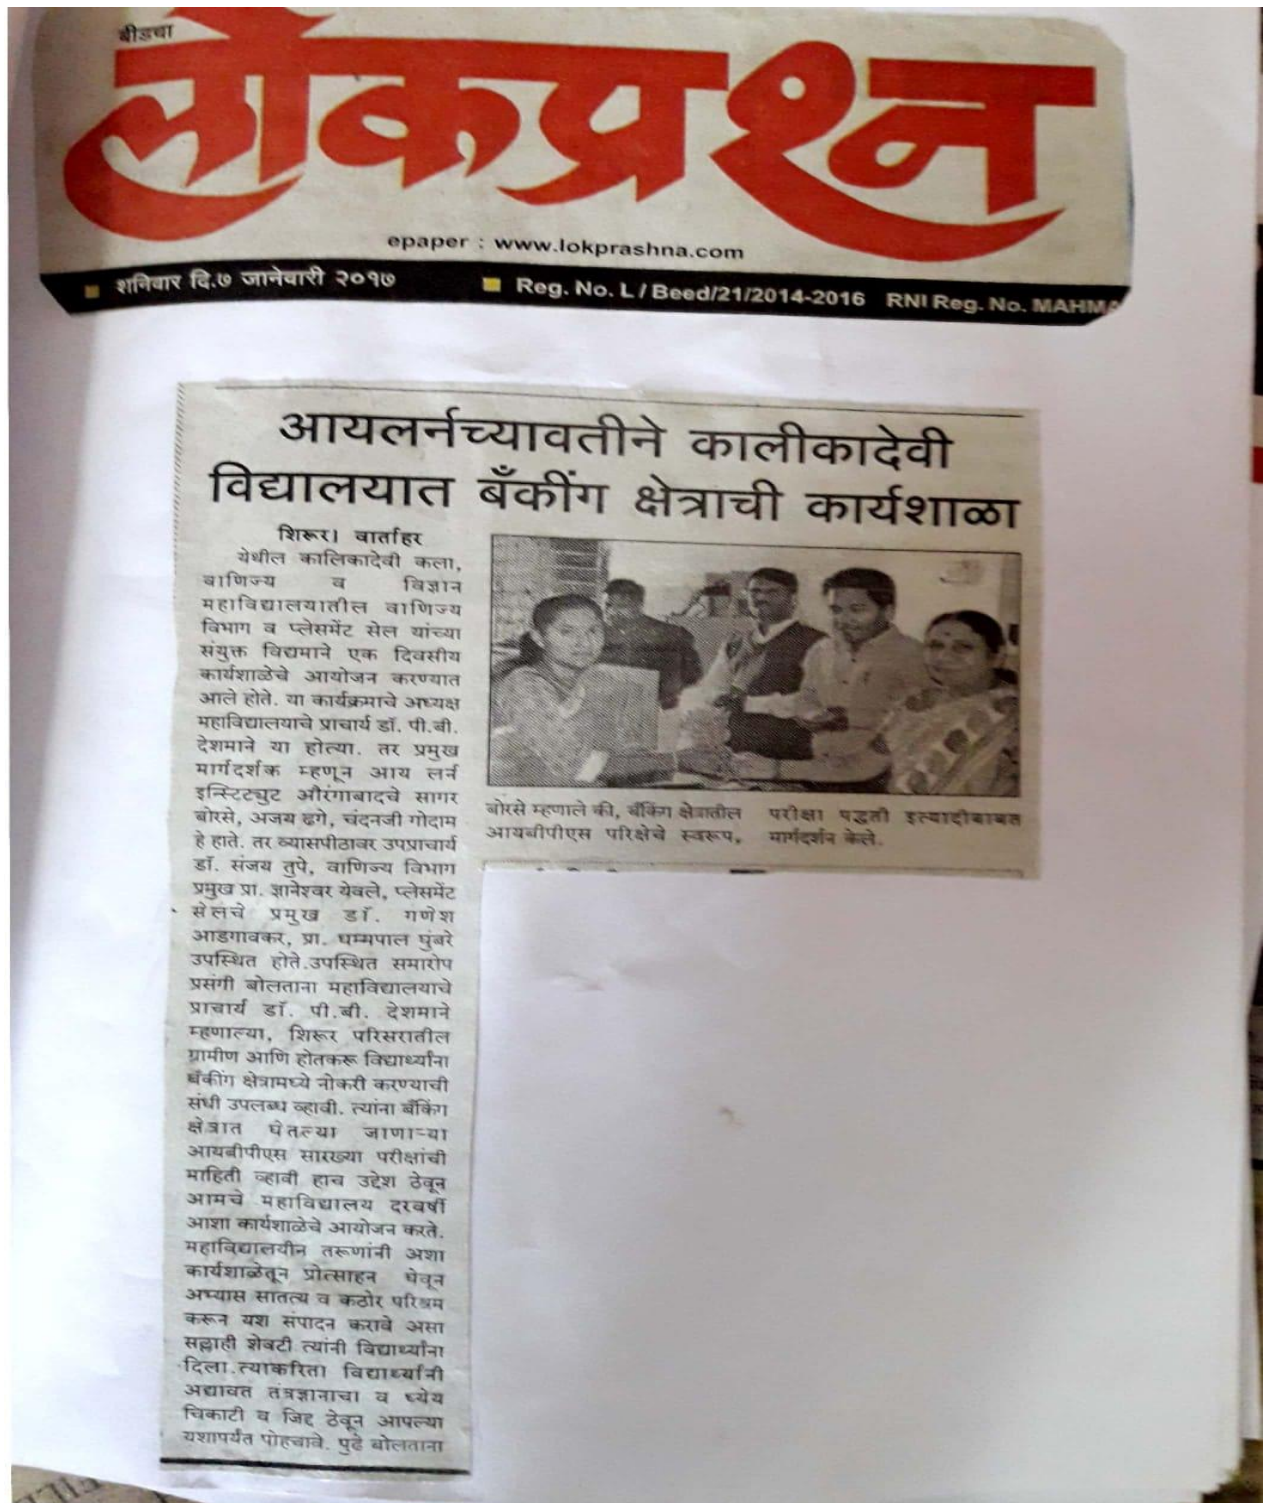 बीडचा
लोकप्रश्न
epaper : www.lokprashna.com
शनिवार दि.७ जानेवारी २०१७ Reg. No. L / Beed/21/2014-2016 RNI Reg. No. MAHM
आयलर्नच्यावतीने कालीकादेवी
विद्यालयात बँकींग क्षेत्राची कार्यशाळा
शिरूर। वार्ताहर
येथील कालिकादेवी कला,
वाणिज्य व विज्ञान
महाविद्यालयातील वाणिज्य
विभाग व प्लेसमेंट सेल यांच्या
संयुक्त विद्यमाने एक दिवसीय
कार्यशाळेचे आयोजन करण्यात
आले होते. या कार्यक्रमाचे अध्यक्ष
महाविद्यालयाचे प्राचार्य डॉ. पी.बी.
देशमाने या होत्या. तर प्रमुख
मार्गदर्शक म्हणून आय लर्न
इन्स्टिट्युट औरंगाबादचे सागर
बोरसे, अजय ढगे, चंदनजी गोदाम
हे हाते. तर व्यासपीठावर उपप्राचार्य
डॉ. संजय तुपे, वाणिज्य विभाग
प्रमुख प्रा. ज्ञानेश्वर येवले, प्लेसमेंट
सेलचे प्रमुख डॉ. गणेश
आडगावकर, प्रा. धम्मपाल घुंबरे
उपस्थित होते.उपस्थित समारोप
प्रसंगी बोलताना महाविद्यालयाचे
प्राचार्य डॉ. पी.बी. देशमाने
म्हणाल्या, शिरूर परिसरातील
ग्रामीण आणि होतकरू विद्यार्थ्यांना
बँकींग क्षेत्रामध्ये नोकरी करण्याची
संधी उपलब्ध व्हावी. त्यांना बँकिंग
क्षेत्रात घेतल्या जाणाऱ्या
आयबीपीएस सारख्या परीक्षांची
माहिती व्हावी हाच उद्देश ठेवून
आमचे महाविद्यालय दरवर्षी
आशा कार्यशाळेचे आयोजन करते.
महाविद्यालयीन तरूणांनी अशा
कार्यशाळेतून प्रोत्साहन घेवून
अभ्यास सातत्य व कठोर परिश्रम
करून यश संपादन करावे असा
सल्लाही शेवटी त्यांनी विद्यार्थ्यांना
दिला.त्याकरिता विद्यार्थ्यांनी
अद्यावत तंत्रज्ञानाचा व ध्येय
चिकाटी व जिद्द ठेवून आपल्या
यशापर्यंत पोहचावे. पुढे बोलताना
बोरसे म्हणाले की, बँकिंग क्षेत्रातील
आयबीपीएस परिक्षेचे स्वरूप,
परीक्षा पद्धती इत्यादीबाबत
मार्गदर्शन केले.